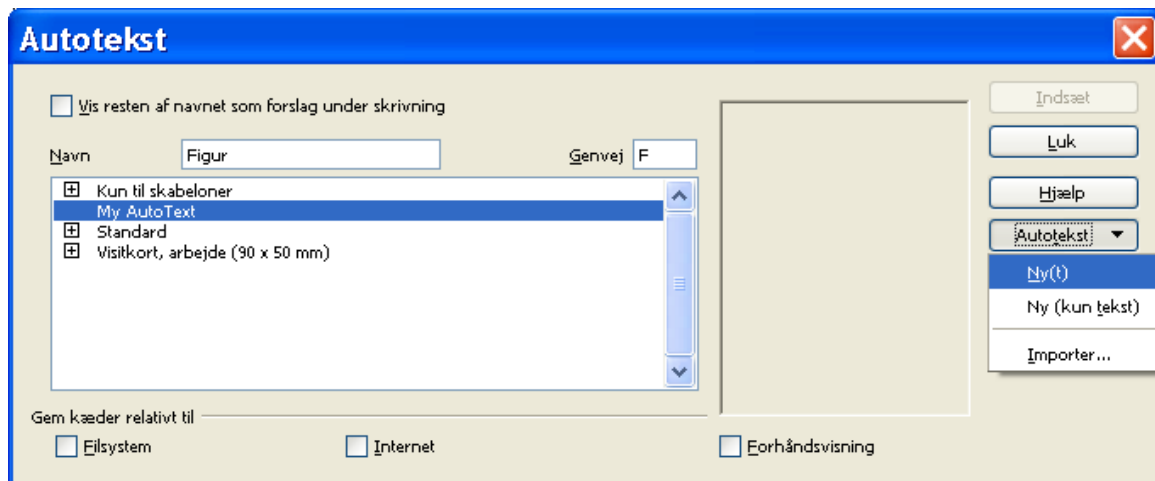 Autotekst
Vis resten af navnet som forslag under skrivning
Indsæt
Navn Figur Genvej F
Luk
Kun til skabeloner
My AutoText
Standard
Visitkort, arbejde (90 x 50 mm)
Hjælp
Autotekst
Ny(t)
Ny (kun tekst)
Importer...
Gem kæder relativt til
Filsystem Internet Forhåndsvisning